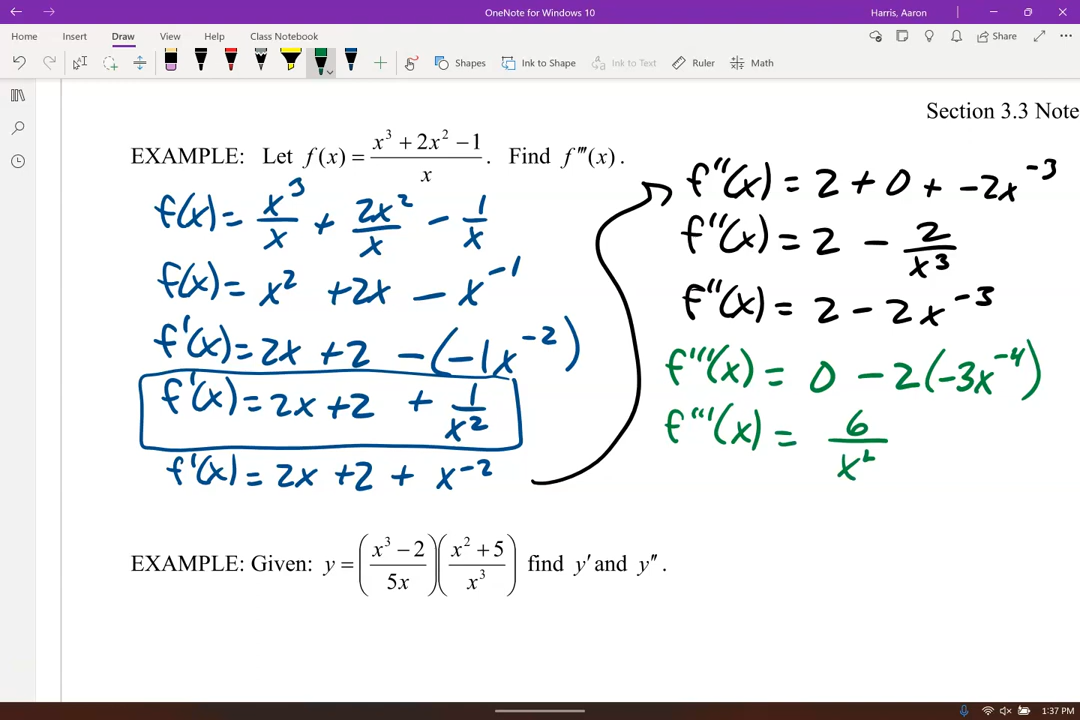 OneNote for Windows 10
Harris, Aaron
Home Insert Draw View Help Class Notebook
Share
Shapes Ink to Shape Ink to Text Ruler Math
Section 3.3 Note
EXAMPLE: Let f(x) = (x³ + 2x² − 1)/x. Find f‴(x).
f(x) = x³/x + 2x²/x − 1/x
f(x) = x² + 2x − x⁻¹
f'(x) = 2x + 2 − (−1x⁻²)
f'(x) = 2x + 2 + 1/x²
f'(x) = 2x + 2 + x⁻²
f''(x) = 2 + 0 + −2x⁻³
f''(x) = 2 − 2/x³
f''(x) = 2 − 2x⁻³
f'''(x) = 0 − 2(−3x⁻⁴)
f'''(x) = 6/x
EXAMPLE: Given: y = ((x³ − 2)/5x)((x² + 5)/x³) find y′ and y″.
1:37 PM